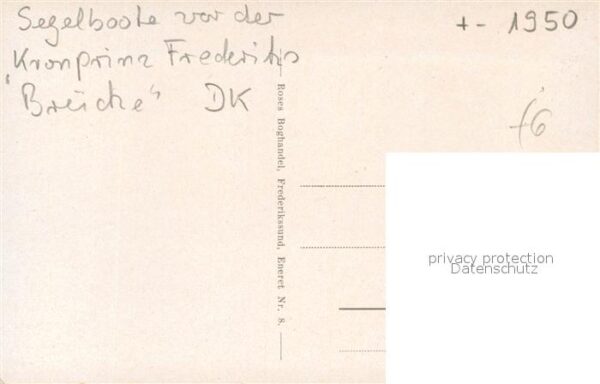 Segelboote vor der
"Kronprinz Frederiks
Brücke" DK
+- 1950
f6
Roses Boghandel, Frederikssund, Eneret Nr. 8.
privacy protection
Datenschutz